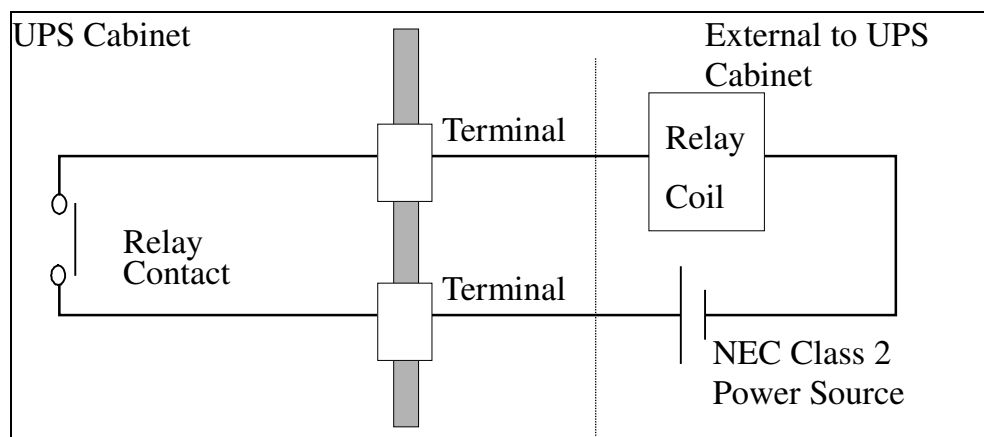 UPS Cabinet
External to UPS
Cabinet
Terminal
Relay
Coil
Relay
Contact
Terminal
NEC Class 2
Power Source